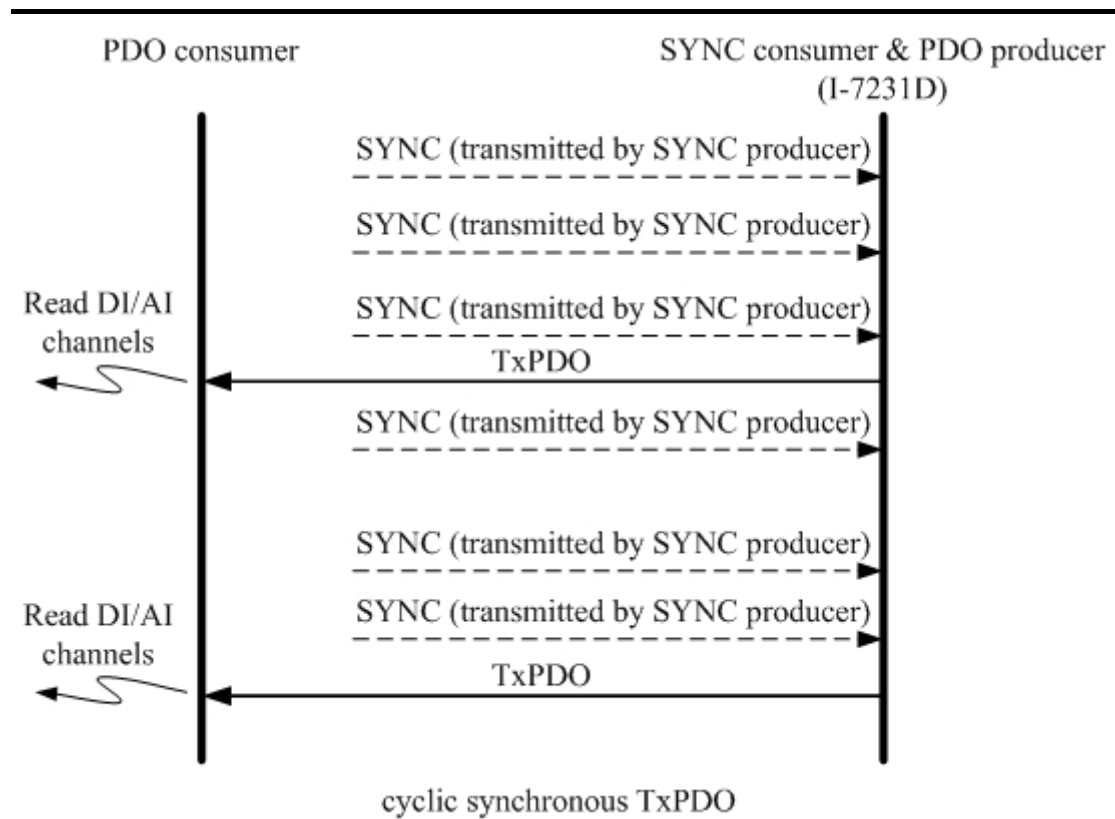 PDO consumer
SYNC consumer & PDO producer
(I-7231D)
SYNC (transmitted by SYNC producer)
SYNC (transmitted by SYNC producer)
Read DI/AI
channels
SYNC (transmitted by SYNC producer)
TxPDO
SYNC (transmitted by SYNC producer)
SYNC (transmitted by SYNC producer)
Read DI/AI
channels
SYNC (transmitted by SYNC producer)
TxPDO
cyclic synchronous TxPDO